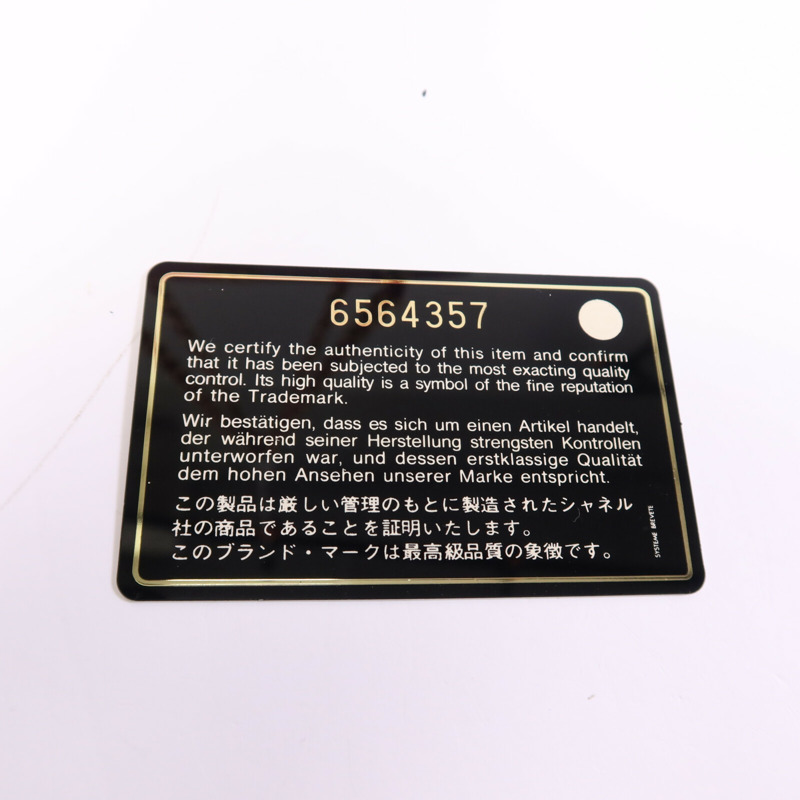 6564357
We certify the authenticity of this item and confirm
that it has been subjected to the most exacting quality
control. Its high quality is a symbol of the fine reputation
of the Trademark.
Wir bestätigen, dass es sich um einen Artikel handelt,
der während seiner Herstellung strengsten Kontrollen
unterworfen war, und dessen erstklassige Qualität
dem hohen Ansehen unserer Marke entspricht.
この製品は厳しい管理のもとに製造されたシャネル
社の商品であることを証明いたします。
このブランド・マークは最高級品質の象徴です。
SYSTEME BREVETE